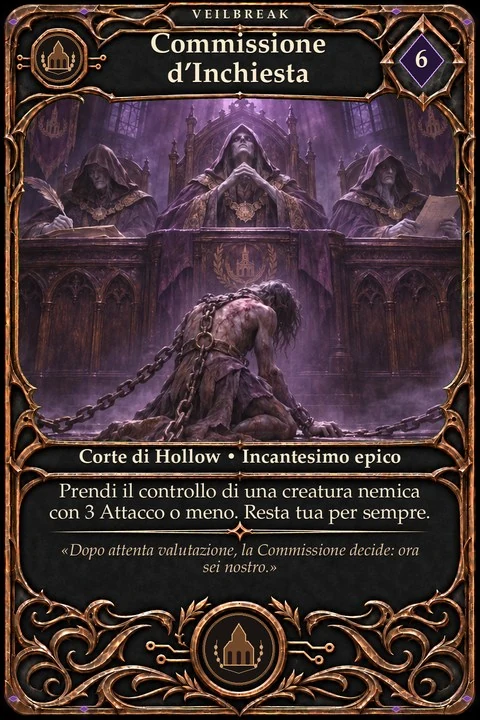 VEILBREAK
Commissione
d’Inchiesta
6
Corte di Hollow • Incantesimo epico
Prendi il controllo di una creatura nemica
con 3 Attacco o meno. Resta tua per sempre.
«Dopo attenta valutazione, la Commissione decide: ora
sei nostro.»